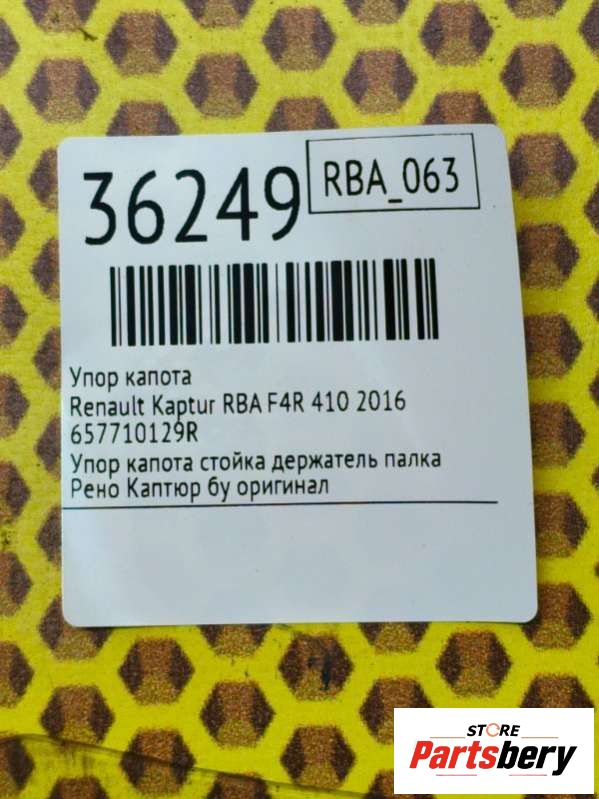 36249
RBA_063
Упор капота
Renault Kaptur RBA F4R 410 2016
657710129R
Упор капота стойка держатель палка
Рено Каптюр бу оригинал
STORE
Partsbery